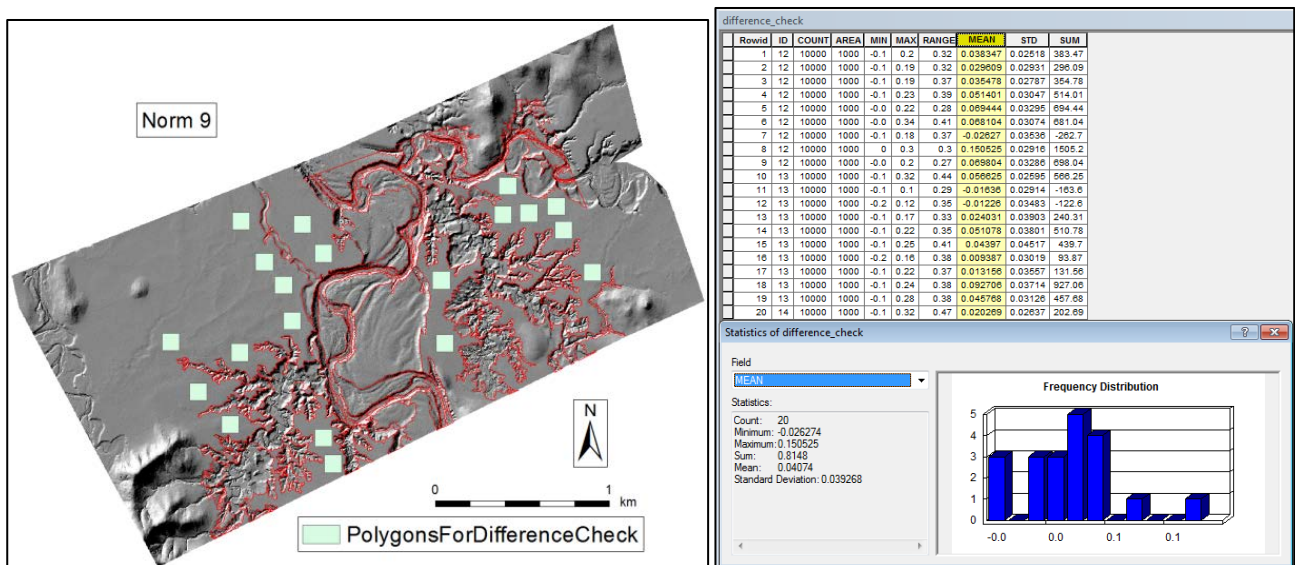 Norm 9
N
0 1
km
PolygonsForDifferenceCheck
difference_check
Rowid ID COUNT AREA MIN MAX RANGE MEAN STD SUM
1 12 10000 1000 -0.1 0.2 0.32 0.038347 0.02518 383.47
2 12 10000 1000 -0.1 0.19 0.32 0.029609 0.02931 296.09
3 12 10000 1000 -0.1 0.19 0.37 0.035478 0.02787 354.78
4 12 10000 1000 -0.1 0.23 0.39 0.051401 0.03047 514.01
5 12 10000 1000 -0.0 0.22 0.28 0.069444 0.03295 694.44
6 12 10000 1000 -0.0 0.34 0.41 0.068104 0.03074 681.04
7 12 10000 1000 -0.1 0.18 0.37 -0.02627 0.03536 -262.7
8 12 10000 1000 0 0.3 0.3 0.150525 0.02916 1505.2
9 12 10000 1000 -0.0 0.2 0.27 0.069804 0.03286 698.04
10 13 10000 1000 -0.1 0.32 0.44 0.056625 0.02595 566.25
11 13 10000 1000 -0.1 0.1 0.29 -0.01636 0.02914 -163.6
12 13 10000 1000 -0.2 0.12 0.35 -0.01226 0.03483 -122.6
13 13 10000 1000 -0.1 0.17 0.33 0.024031 0.03903 240.31
14 13 10000 1000 -0.1 0.22 0.35 0.051078 0.03801 510.78
15 13 10000 1000 -0.1 0.25 0.41 0.04397 0.04517 439.7
16 13 10000 1000 -0.2 0.16 0.38 0.009387 0.03019 93.87
17 13 10000 1000 -0.1 0.22 0.37 0.013156 0.03557 131.56
18 13 10000 1000 -0.1 0.24 0.38 0.092706 0.03714 927.06
19 13 10000 1000 -0.1 0.28 0.38 0.045768 0.03126 457.68
20 14 10000 1000 -0.1 0.32 0.47 0.020269 0.02637 202.69
Statistics of difference_check
?
Field
MEAN
Statistics:
Count: 20
Minimum: -0.026274
Maximum: 0.150525
Sum: 0.8148
Mean: 0.04074
Standard Deviation: 0.039268
Frequency Distribution
5
4
3
2
1
0
-0.0 0.0 0.1 0.1